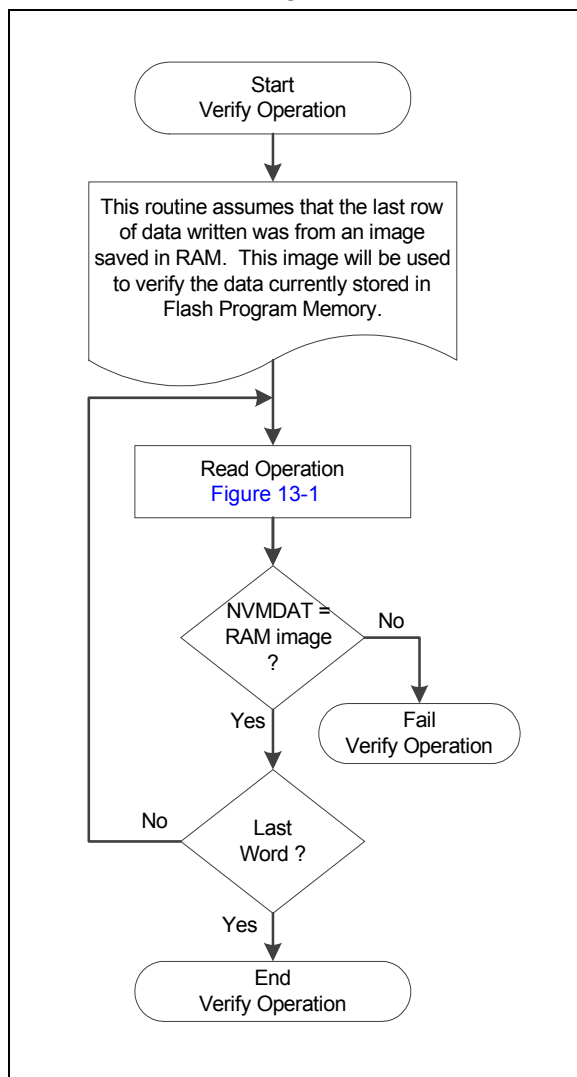 Start
Verify Operation
This routine assumes that the last row
of data written was from an image
saved in RAM.  This image will be used
to verify the data currently stored in
Flash Program Memory.
Read Operation
Figure 13-1
NVMDAT =
RAM image
?
No
Yes
Fail
Verify Operation
No
Last
Word ?
Yes
End
Verify Operation